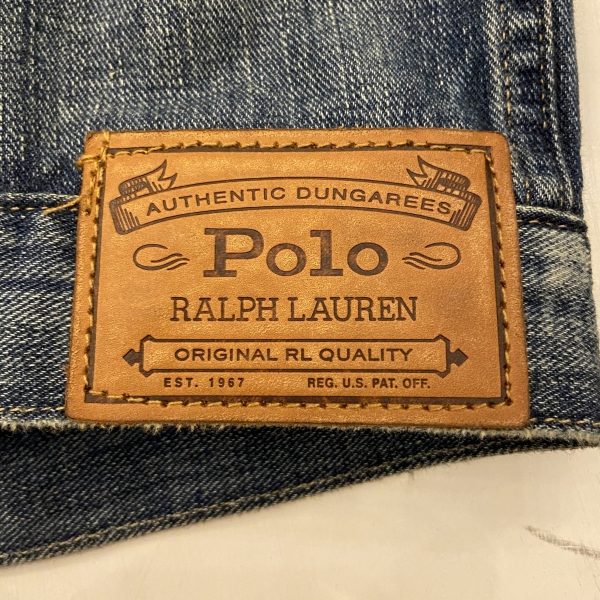 AUTHENTIC DUNGAREES
Polo
RALPH LAUREN
ORIGINAL RL QUALITY
EST. 1967 REG. U.S. PAT. OFF.